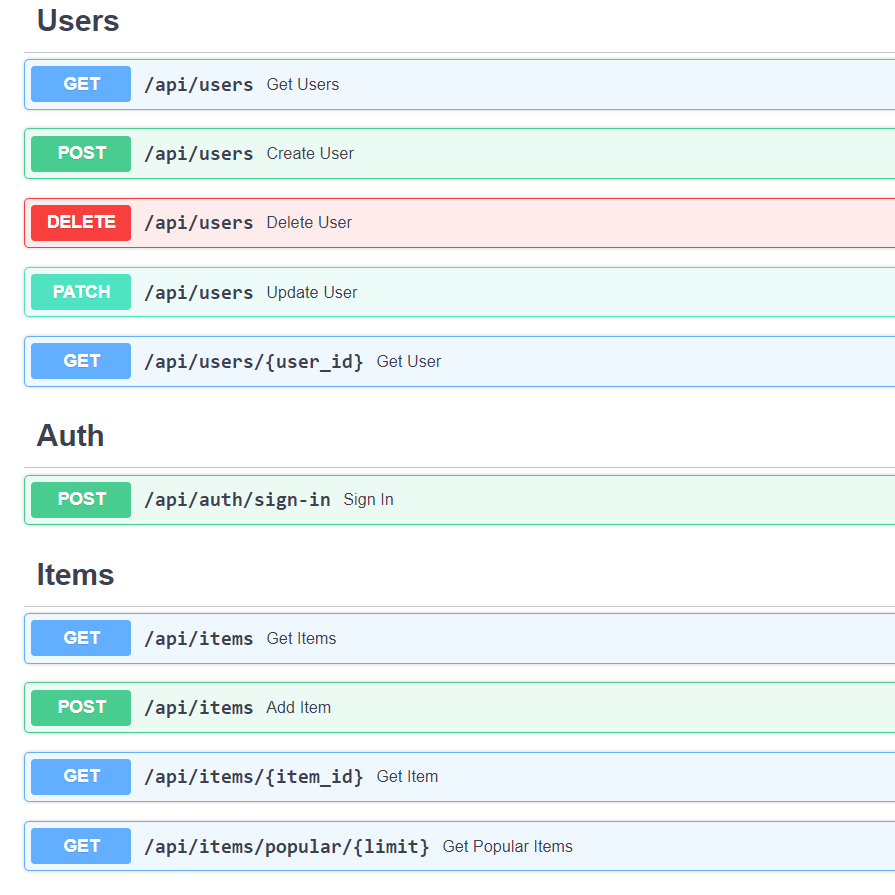 Users
GET /api/users Get Users
POST /api/users Create User
DELETE /api/users Delete User
PATCH /api/users Update User
GET /api/users/{user_id} Get User
Auth
POST /api/auth/sign-in Sign In
Items
GET /api/items Get Items
POST /api/items Add Item
GET /api/items/{item_id} Get Item
GET /api/items/popular/{limit} Get Popular Items